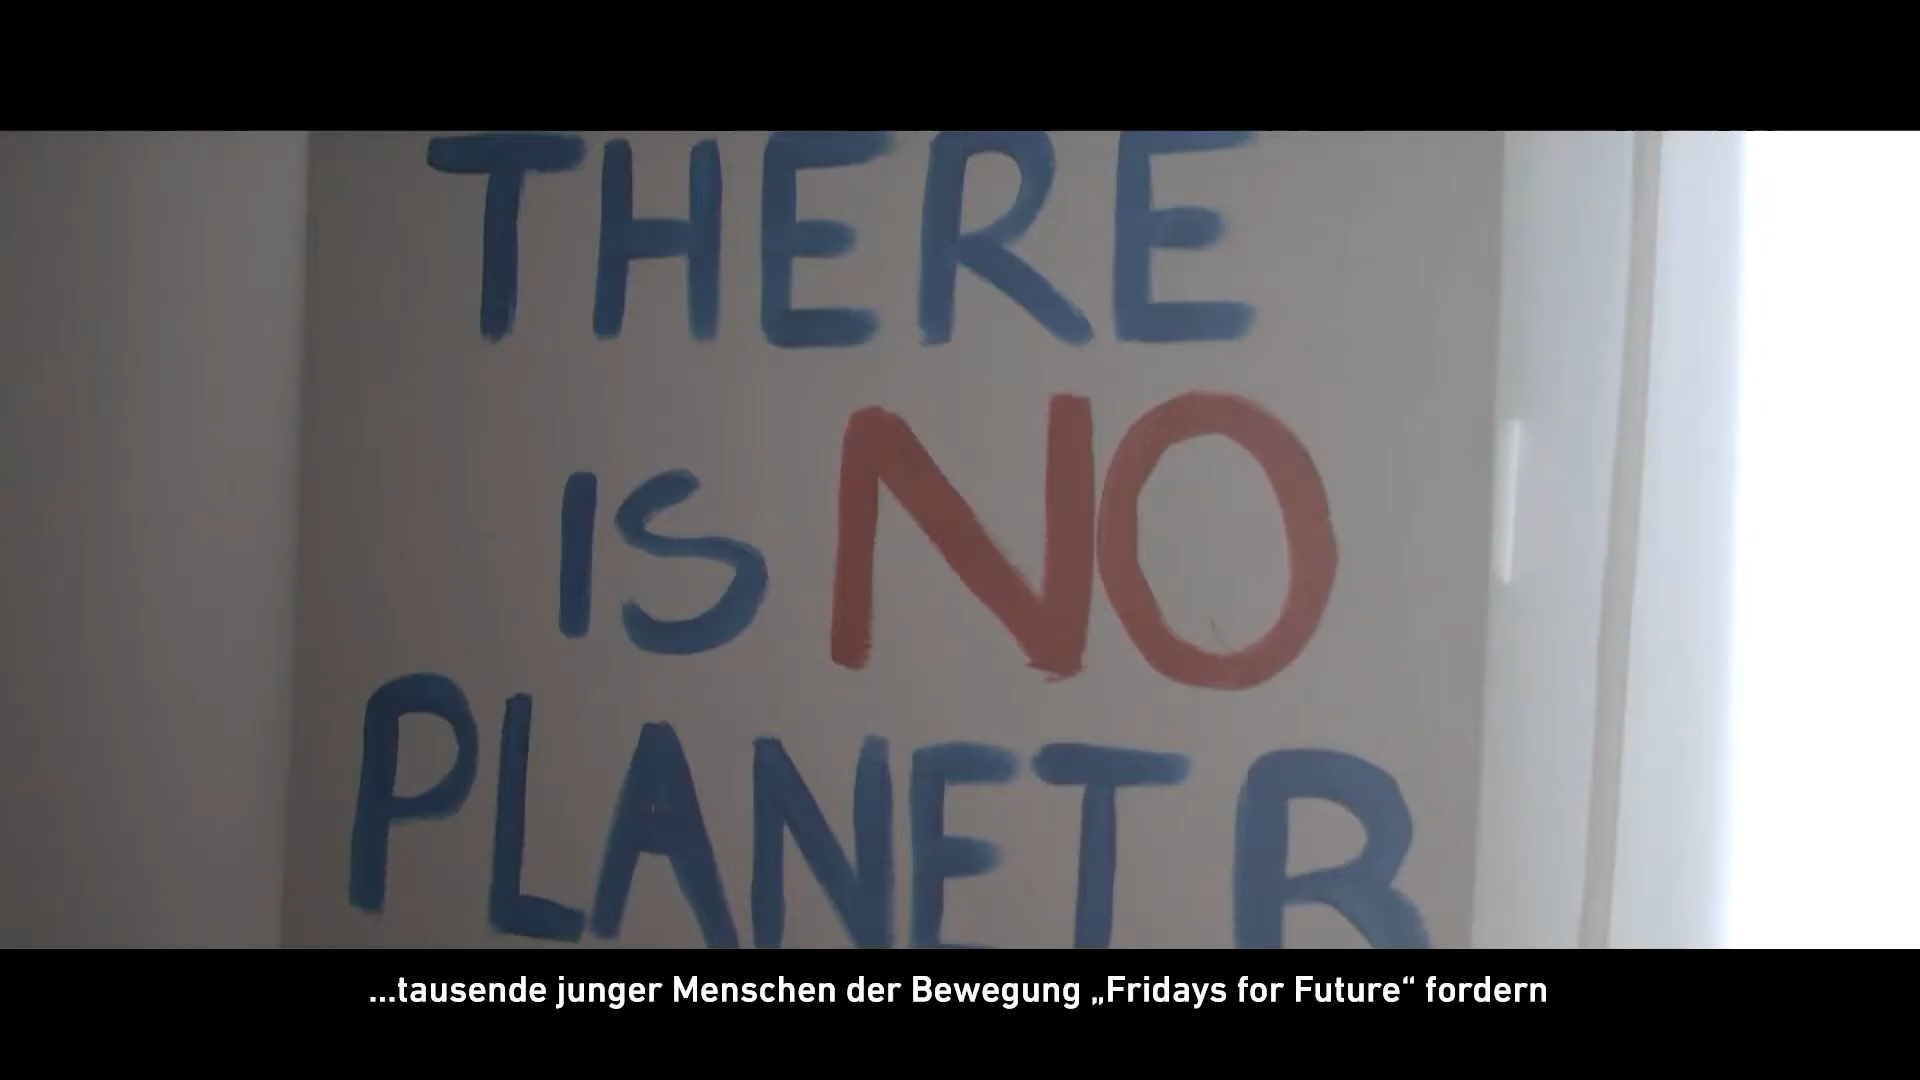 THERE
IS NO
PLANET B
...tausende junger Menschen der Bewegung „Fridays for Future“ fordern